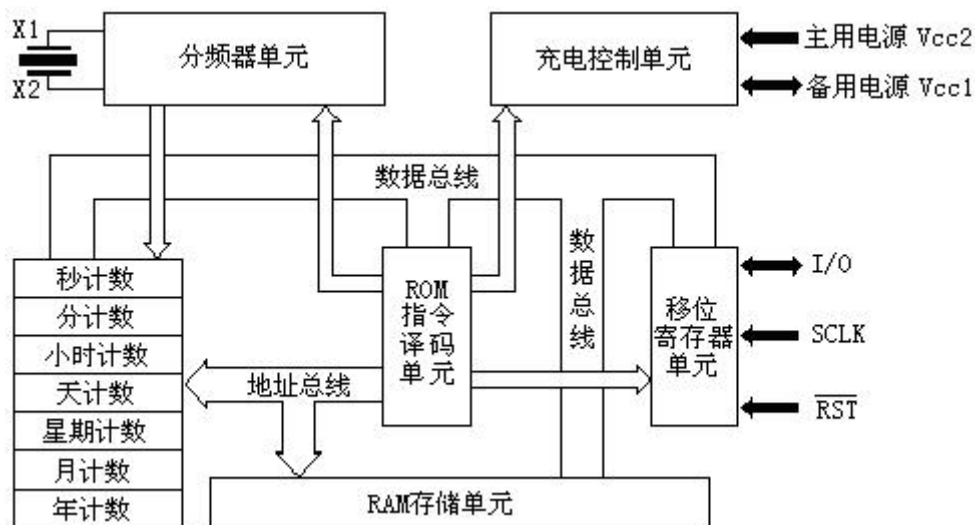 X1
X2
分频器单元
充电控制单元
主用电源 Vcc2
备用电源 Vcc1
数据总线
数据总线
秒计数
分计数
小时计数
天计数
星期计数
月计数
年计数
ROM
指令
译码
单元
地址总线
移位
寄存器
单元
I/O
SCLK
RST
RAM存储单元